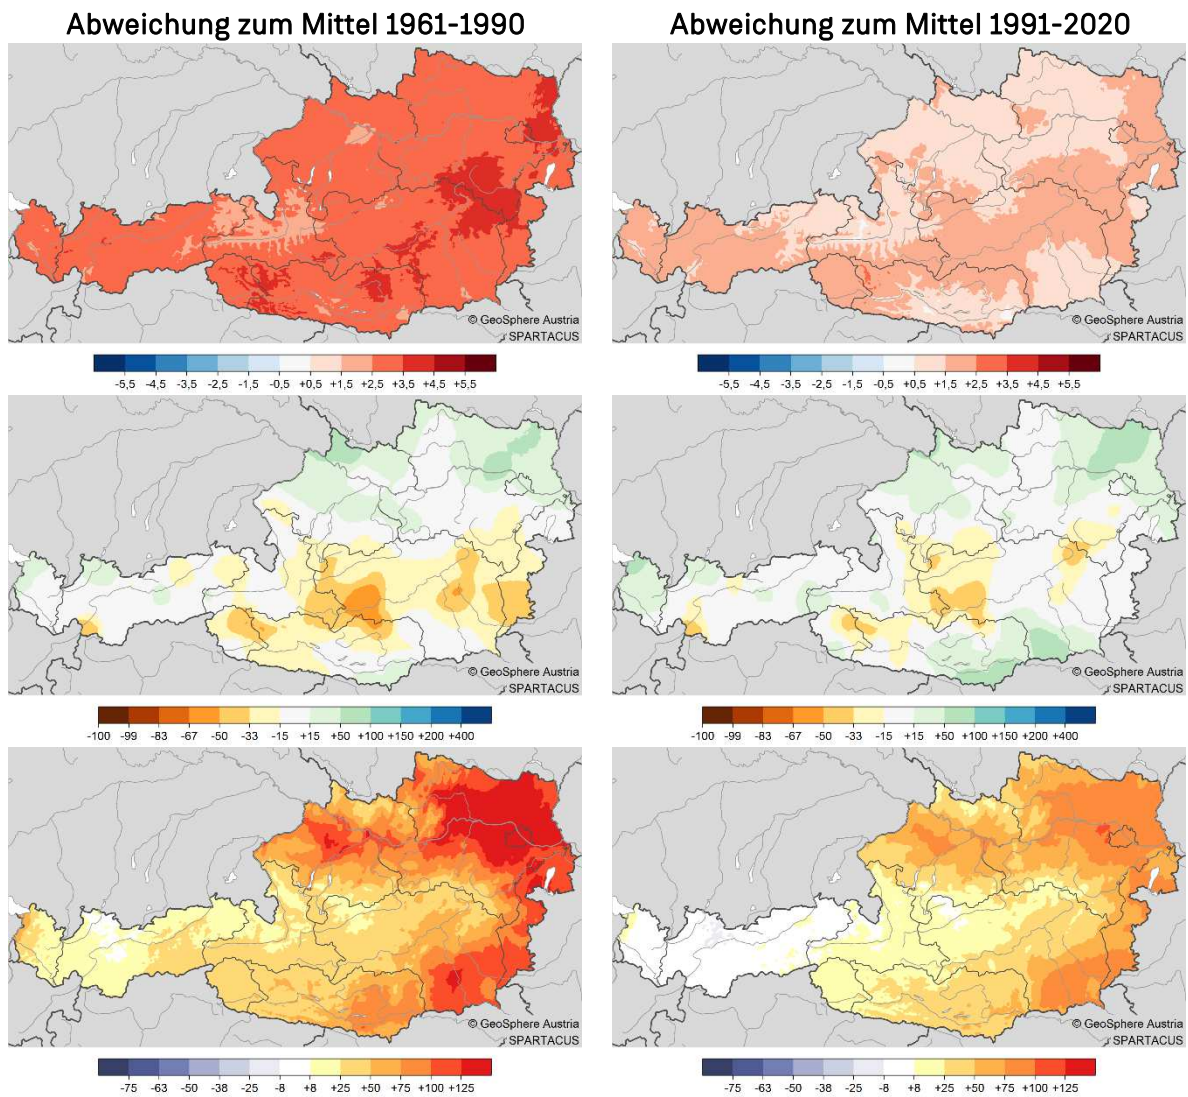 Abweichung zum Mittel 1961-1990
Abweichung zum Mittel 1991-2020
© GeoSphere Austria
SPARTACUS
© GeoSphere Austria
SPARTACUS
-5,5 -4,5 -3,5 -2,5 -1,5 -0,5 +0,5 +1,5 +2,5 +3,5 +4,5 +5,5
-5,5 -4,5 -3,5 -2,5 -1,5 -0,5 +0,5 +1,5 +2,5 +3,5 +4,5 +5,5
© GeoSphere Austria
SPARTACUS
© GeoSphere Austria
SPARTACUS
-100 -99 -83 -67 -50 -33 -15 +15 +50 +100 +150 +200 +400
-100 -99 -83 -67 -50 -33 -15 +15 +50 +100 +150 +200 +400
© GeoSphere Austria
SPARTACUS
© GeoSphere Austria
SPARTACUS
-75 -63 -50 -38 -25 -8 +8 +25 +50 +75 +100 +125
-75 -63 -50 -38 -25 -8 +8 +25 +50 +75 +100 +125